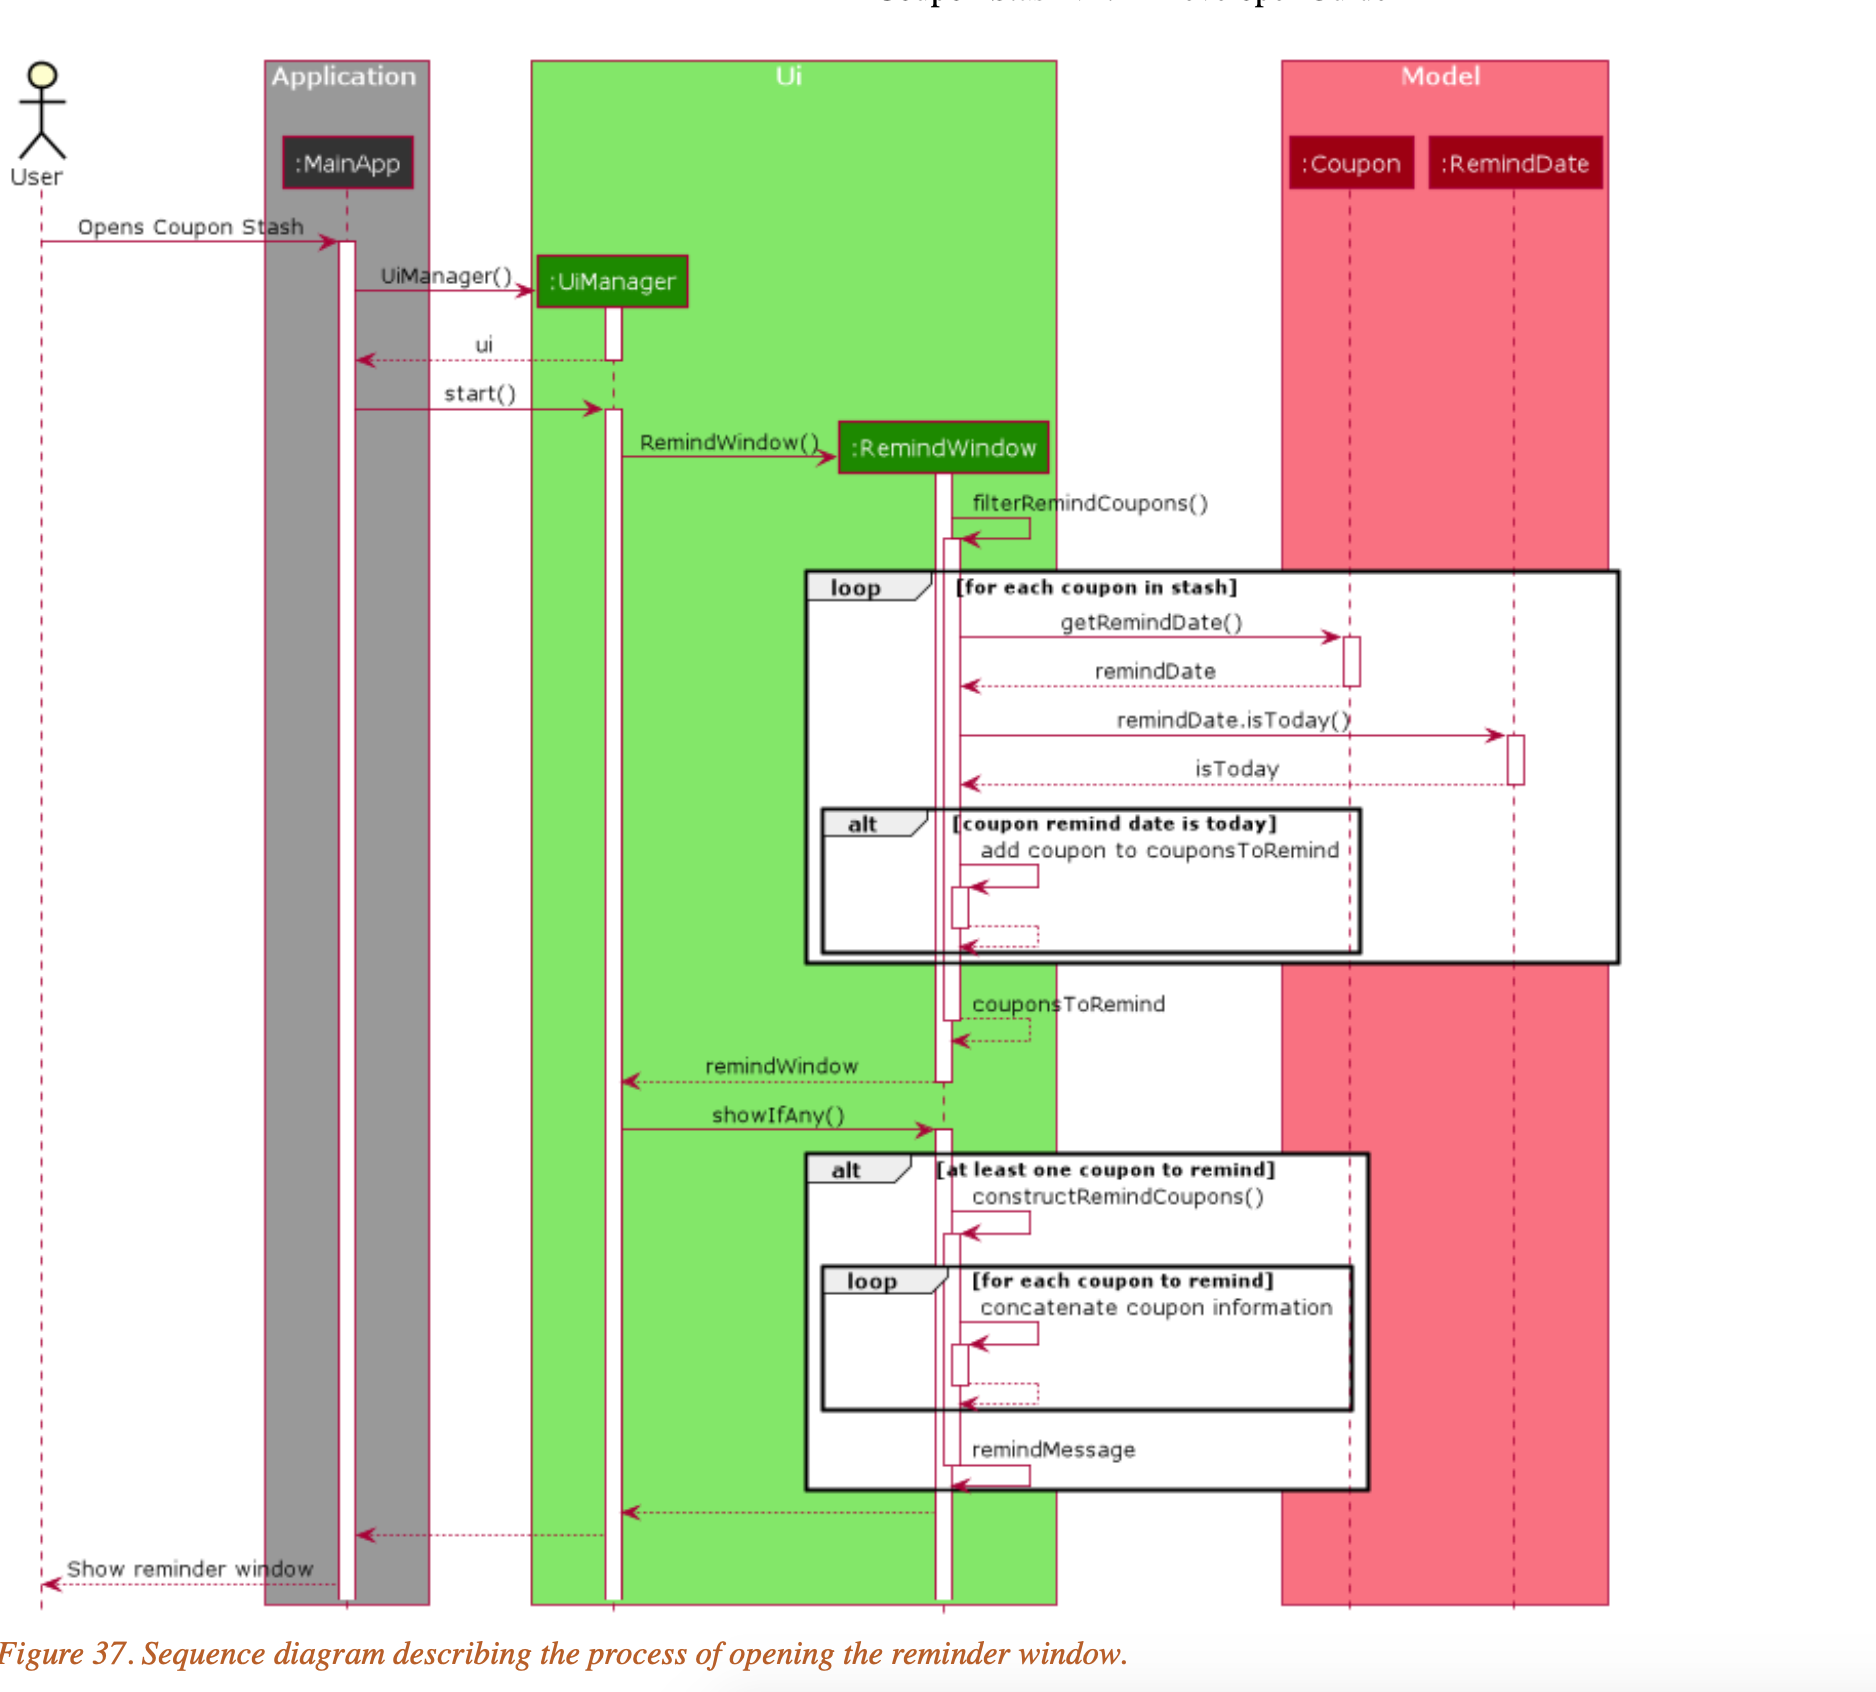 Application
Ui
Model
:MainApp
:Coupon
:RemindDate
User
Opens Coupon Stash
UiManager()
:UiManager
ui
start()
RemindWindow()
:RemindWindow
filterRemindCoupons()
loop
[for each coupon in stash]
getRemindDate()
remindDate
remindDate.isToday()
isToday
alt
[coupon remind date is today]
add coupon to couponsToRemind
couponsToRemind
remindWindow
showIfAny()
alt
[at least one coupon to remind]
constructRemindCoupons()
loop
[for each coupon to remind]
concatenate coupon information
remindMessage
Show reminder window
Figure 37. Sequence diagram describing the process of opening the reminder window.